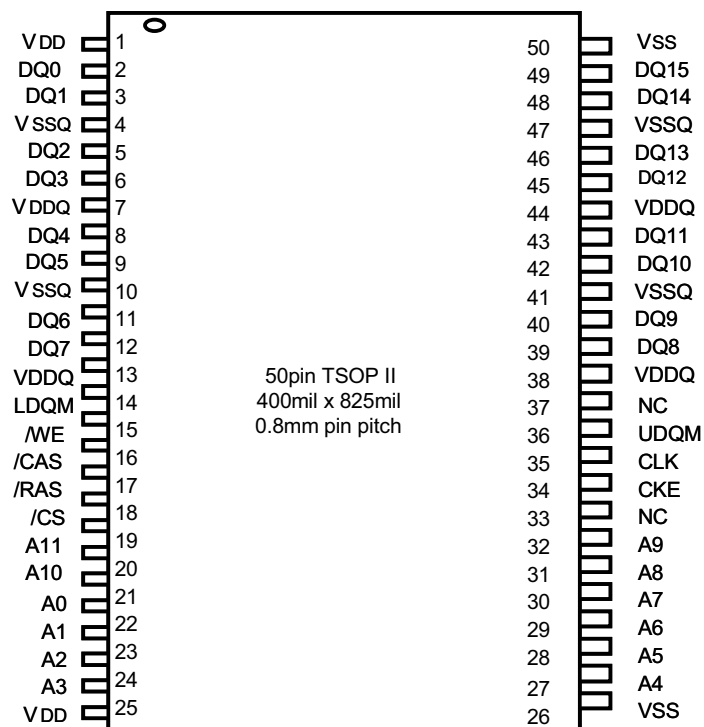 VDD 1 50 VSS
DQ0 2 49 DQ15
DQ1 3 48 DQ14
VSSQ 4 47 VSSQ
DQ2 5 46 DQ13
DQ3 6 45 DQ12
VDDQ 7 44 VDDQ
DQ4 8 43 DQ11
DQ5 9 42 DQ10
VSSQ 10 41 VSSQ
DQ6 11 40 DQ9
DQ7 12 39 DQ8
VDDQ 13 50pin TSOP II 38 VDDQ
LDQM 14 400mil x 825mil 37 NC
/WE 15 0.8mm pin pitch 36 UDQM
/CAS 16 35 CLK
/RAS 17 34 CKE
/CS 18 33 NC
A11 19 32 A9
A10 20 31 A8
A0 21 30 A7
A1 22 29 A6
A2 23 28 A5
A3 24 27 A4
VDD 25 26 VSS